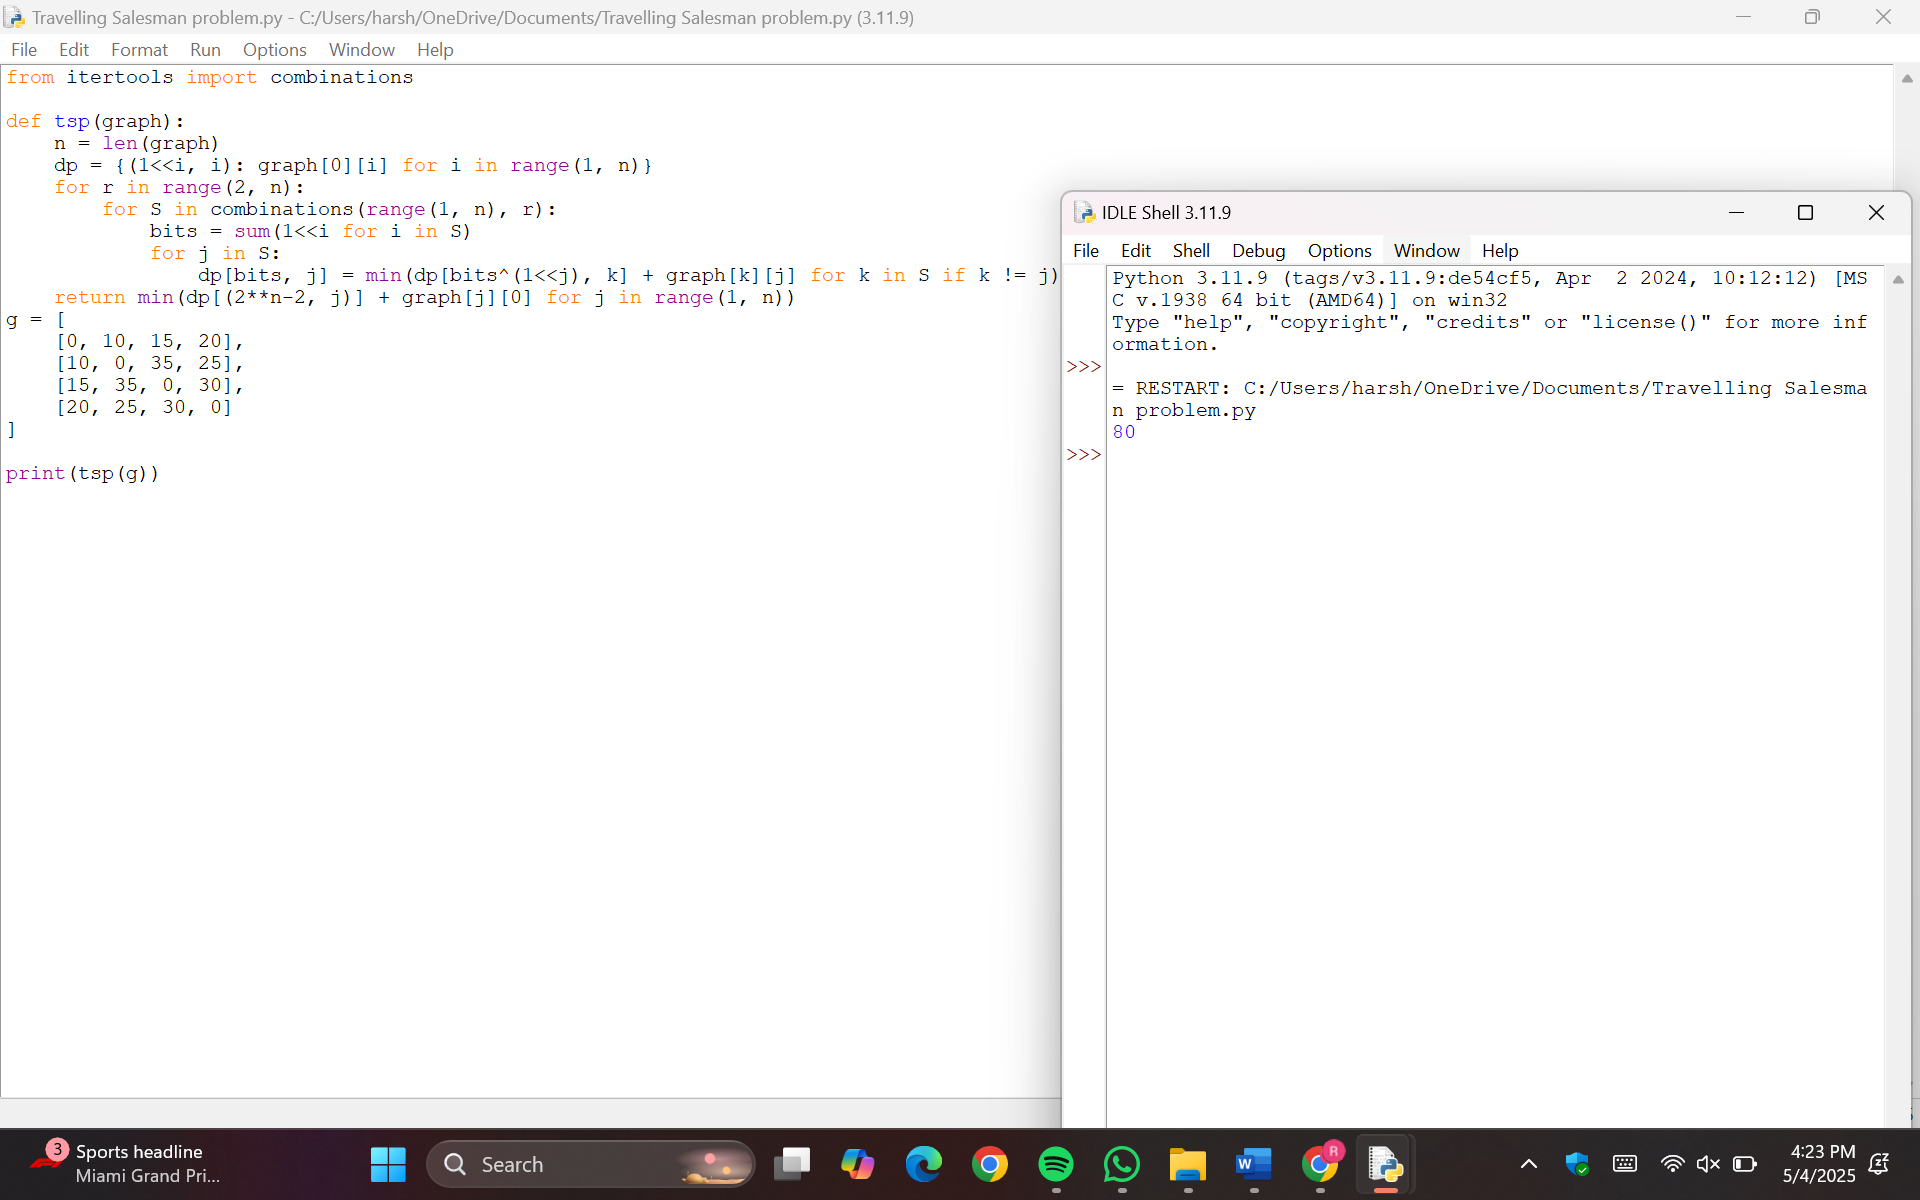 Travelling Salesman problem.py - C:/Users/harsh/OneDrive/Documents/Travelling Salesman problem.py (3.11.9)
File Edit Format Run Options Window Help
from itertools import combinations
def tsp(graph):
    n = len(graph)
    dp = {(1<<i, i): graph[0][i] for i in range(1, n)}
    for r in range(2, n):
        for S in combinations(range(1, n), r):
            bits = sum(1<<i for i in S)
            for j in S:
                dp[bits, j] = min(dp[bits^(1<<j), k] + graph[k][j] for k in S if k != j)
    return min(dp[(2**n-2, j)] + graph[j][0] for j in range(1, n))
g = [
    [0, 10, 15, 20],
    [10, 0, 35, 25],
    [15, 35, 0, 30],
    [20, 25, 30, 0]
]
print(tsp(g))
IDLE Shell 3.11.9
File Edit Shell Debug Options Window Help
Python 3.11.9 (tags/v3.11.9:de54cf5, Apr  2 2024, 10:12:12) [MS
C v.1938 64 bit (AMD64)] on win32
Type "help", "copyright", "credits" or "license()" for more inf
ormation.
>>>
= RESTART: C:/Users/harsh/OneDrive/Documents/Travelling Salesma
n problem.py
80
>>>
3
Sports headline
Miami Grand Pri...
Search
W
R
4:23 PM
5/4/2025